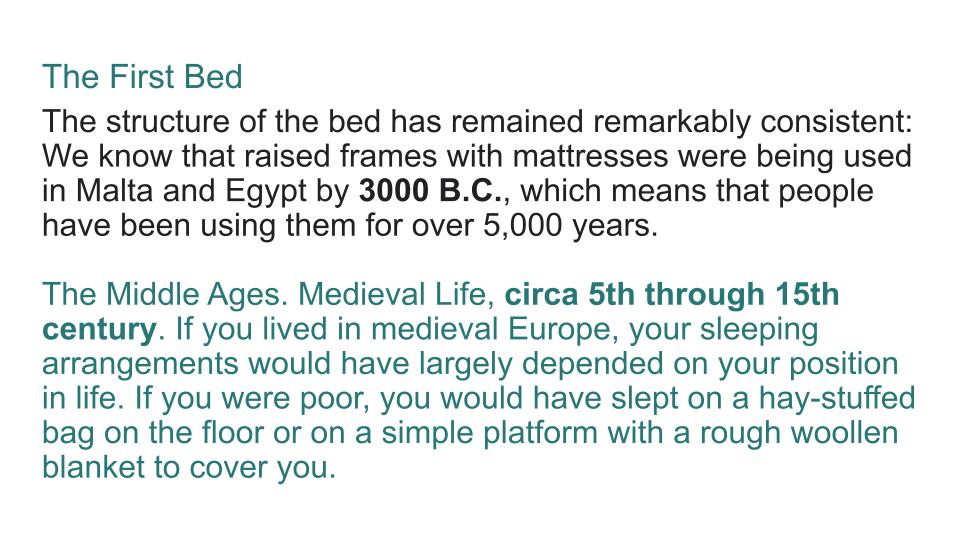 The First Bed
The structure of the bed has remained remarkably consistent:
We know that raised frames with mattresses were being used
in Malta and Egypt by 3000 B.C., which means that people
have been using them for over 5,000 years.
The Middle Ages. Medieval Life, circa 5th through 15th
century. If you lived in medieval Europe, your sleeping
arrangements would have largely depended on your position
in life. If you were poor, you would have slept on a hay-stuffed
bag on the floor or on a simple platform with a rough woollen
blanket to cover you.